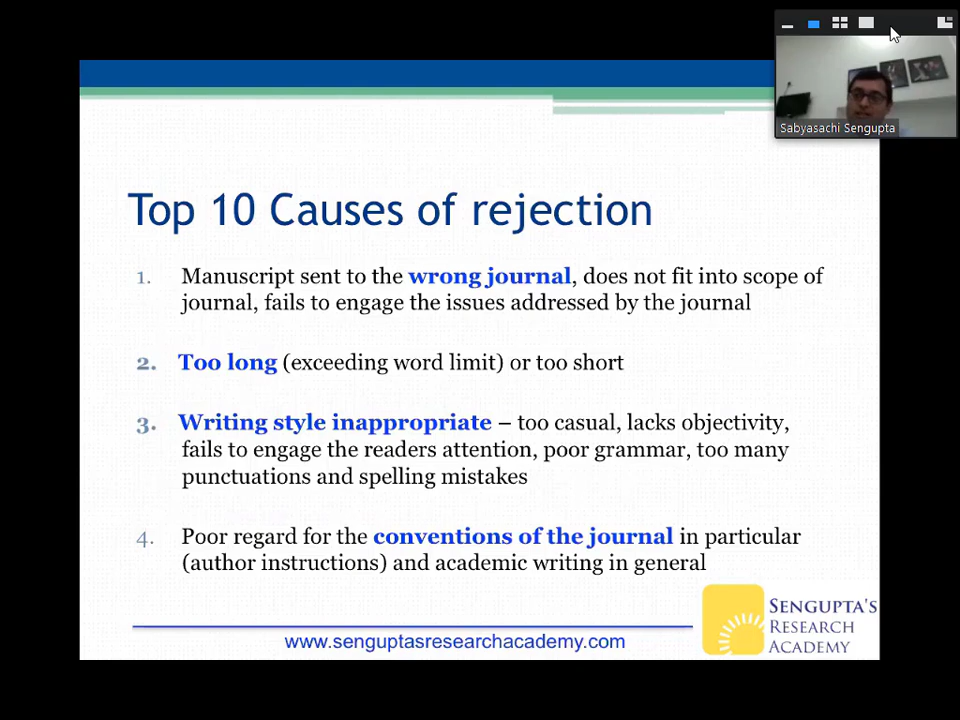 Sabyasachi Sengupta
Top 10 Causes of rejection
1. Manuscript sent to the wrong journal, does not fit into scope of
journal, fails to engage the issues addressed by the journal
2. Too long (exceeding word limit) or too short
3. Writing style inappropriate – too casual, lacks objectivity,
fails to engage the readers attention, poor grammar, too many
punctuations and spelling mistakes
4. Poor regard for the conventions of the journal in particular
(author instructions) and academic writing in general
www.senguptasresearchacademy.com
SENGUPTA'S
RESEARCH
ACADEMY